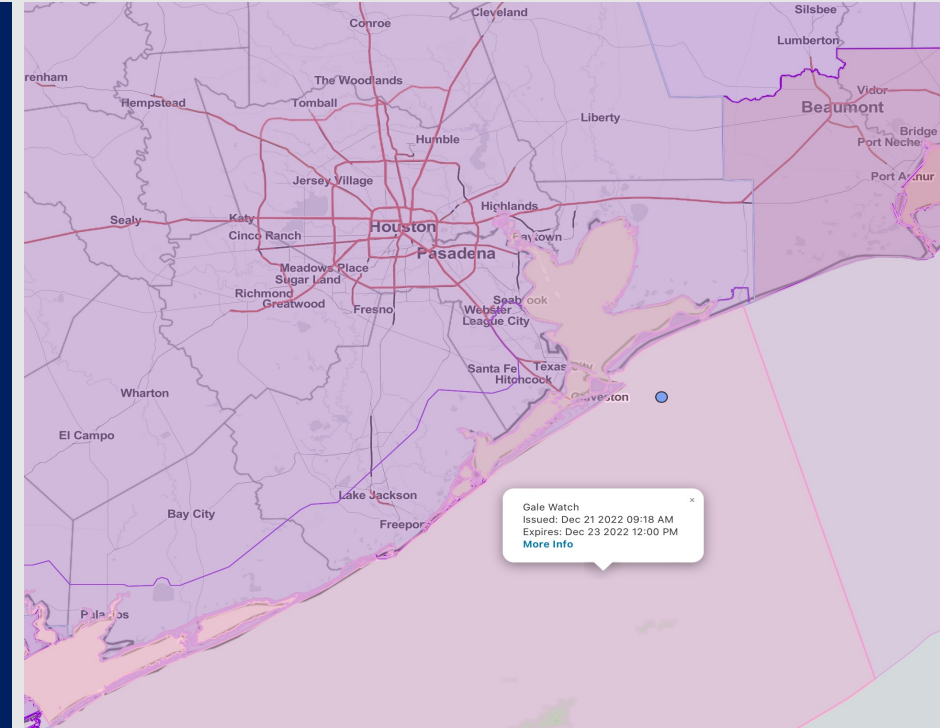 Cleveland
Silsbee
Conroe
Lumberton
The Woodlands
Vidor
Hempstead
Tomball
Beaumont
Liberty
Humble
Bridge
Port Neches
Port Arthur
Jersey Village
Highlands
Sealy
Katy
Houston
Cinco Ranch
Baytown
Pasadena
Meadows Place
Sugar Land
Richmond
Greatwood
Seabrook
Fresno
Webster
League City
Santa Fe
Texas City
Hitchcock
Wharton
Galveston
El Campo
Lake Jackson
×
Gale Watch
Issued: Dec 21 2022 09:18 AM
Expires: Dec 23 2022 12:00 PM
More Info
Bay City
Freepor
Palacios